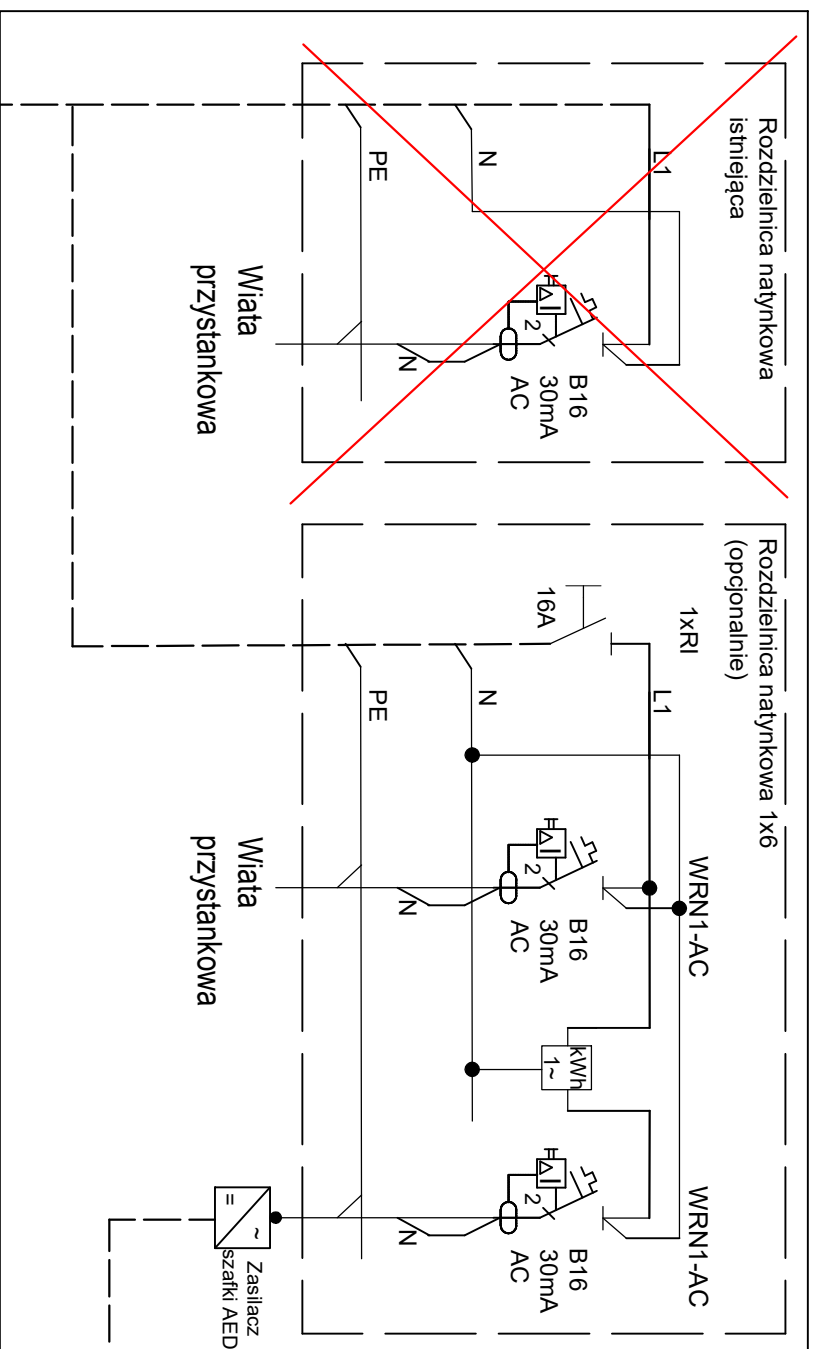 Rozdzielnica natynkowa
istniejąca
L1
N
PE
2
N
B16
30mA
AC
Wiata
przystankowa
Rozdzielnica natynkowa 1x6
(opcjonalnie)
1xRI
16A
L1
N
PE
WRN1-AC
2
N
B16
30mA
AC
Wiata
przystankowa
kWh
1~
WRN1-AC
2
N
B16
30mA
AC
=
~
Zasilacz
szafki AED